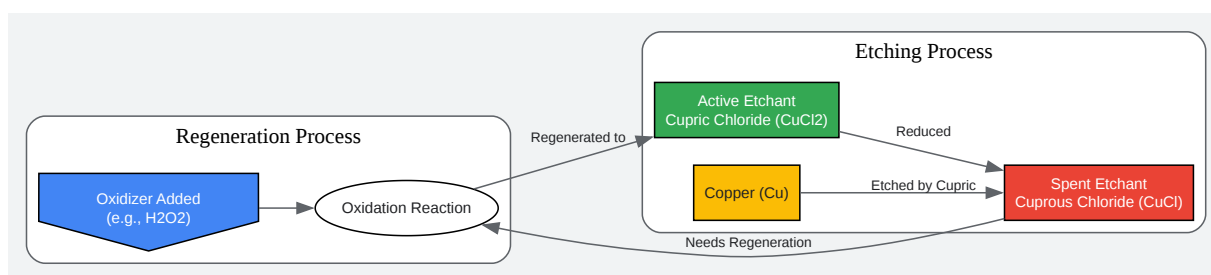 Etching Process
Active Etchant
Cupric Chloride (CuCl2)
Regenerated to
Reduced
Regeneration Process
Oxidizer Added
(e.g., H2O2)
Oxidation Reaction
Copper (Cu)
Etched by Cupric
Spent Etchant
Cuprous Chloride (CuCl)
Needs Regeneration